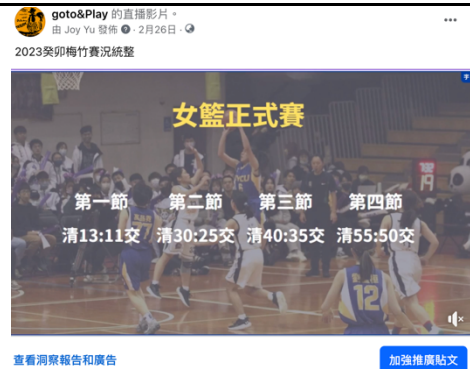 goto&Play 的直播影片。
由 Joy Yu 發佈 · 2月26日 ·
2023癸卯梅竹賽況統整
女籃正式賽
第一節 第二節 第三節 第四節
清13:11交 清30:25交 清40:35交 清55:50交
12
查看洞察報告和廣告
加強推廣貼文